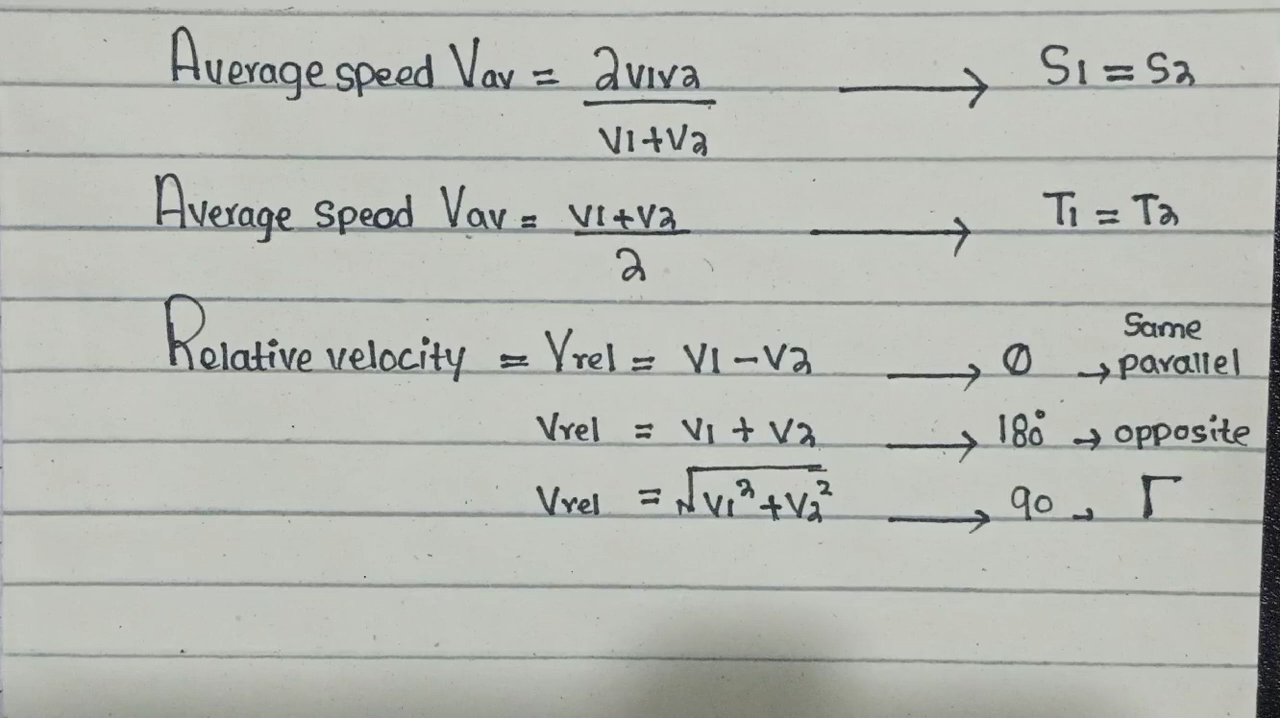 Average speed Vav = 2v1v2 / v1+v2 → S1 = S2
Average speed Vav = v1+v2 / 2 → T1 = T2
Relative velocity = Vrel = v1 - v2 → 0 → Same parallel
Vrel = v1 + v2 → 180° → opposite
Vrel = √v1²+v2² → 90 → Γ